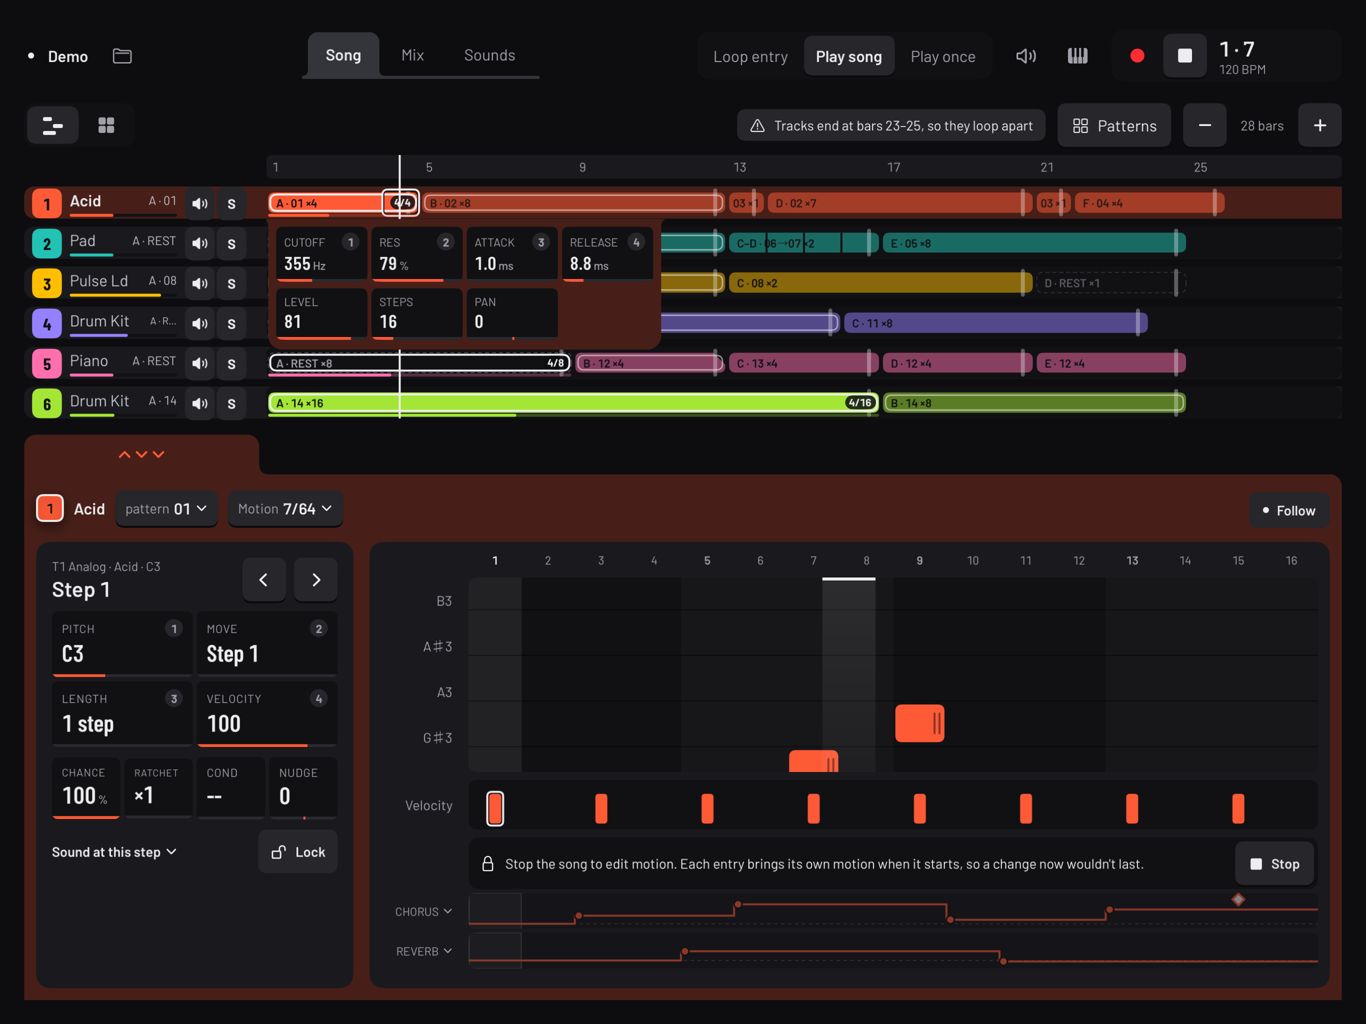 Demo
Song Mix Sounds
Loop entry Play song Play once
1·7
120 BPM
Tracks end at bars 23–25, so they loop apart
Patterns
28 bars
1 5 9 13 17 21 25
1 Acid A·01 S
A·01 ×4 4/4 B·02 ×8 03 ×1 D·02 ×7 03 ×1 F·04 ×4
2 Pad A·REST S
C–D·06→07 ×2 E·05 ×8
3 Pulse Ld A·08 S
C·08 ×2 D·REST ×1
4 Drum Kit A·R... S
C·11 ×8
5 Piano A·REST S
A·REST ×8 4/8 B·12 ×4 C·13 ×4 D·12 ×4 E·12 ×4
6 Drum Kit A·14 S
A·14 ×16 4/16 B·14 ×8
CUTOFF 1 RES 2 ATTACK 3 RELEASE 4
355 Hz 79 % 1.0 ms 8.8 ms
LEVEL STEPS PAN
81 16 0
1 Acid pattern 01 Motion 7/64
Follow
T1 Analog · Acid · C3
Step 1
PITCH 1 MOVE 2
C3 Step 1
LENGTH 3 VELOCITY 4
1 step 100
CHANCE RATCHET COND NUDGE
100 % ×1 -- 0
Sound at this step Lock
1 2 3 4 5 6 7 8 9 10 11 12 13 14 15 16
B3
A♯3
A3
G♯3
Velocity
Stop the song to edit motion. Each entry brings its own motion when it starts, so a change now wouldn't last.
Stop
CHORUS
REVERB